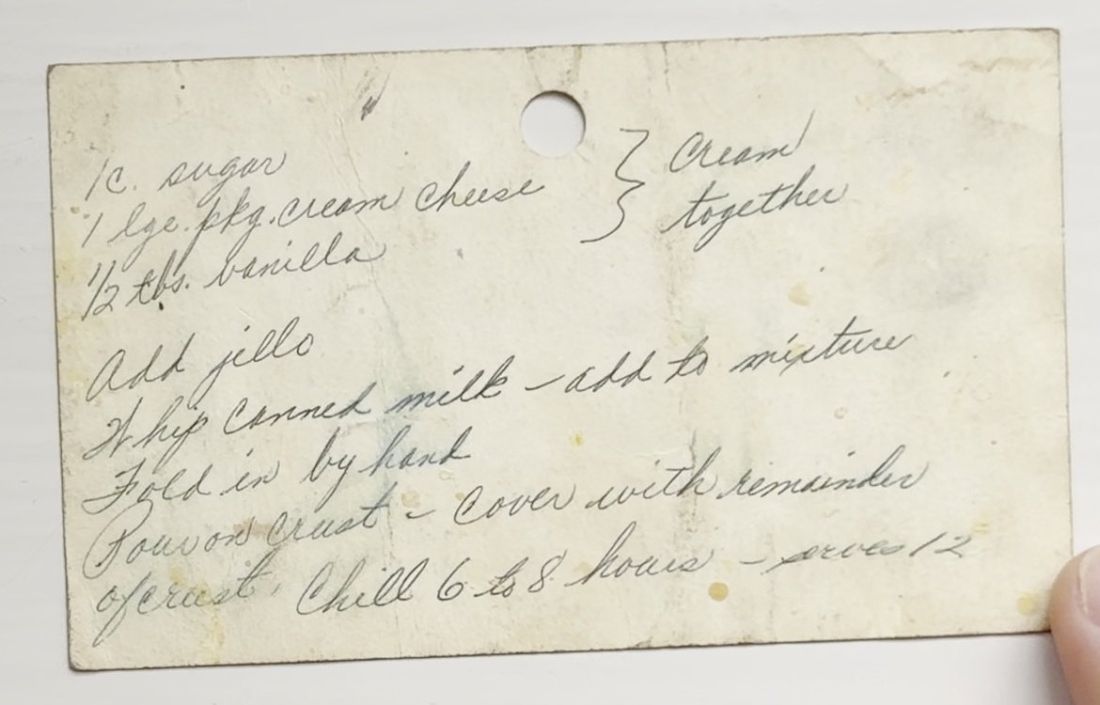 1c. sugar
1 lge. pkg. cream cheese } Cream together
1/2 tbs. vanilla
Add jello
Whip canned milk - add to mixture
Fold in by hand
Pour on crust - cover with remainder
of crust. Chill 6 to 8 hours - serves 12